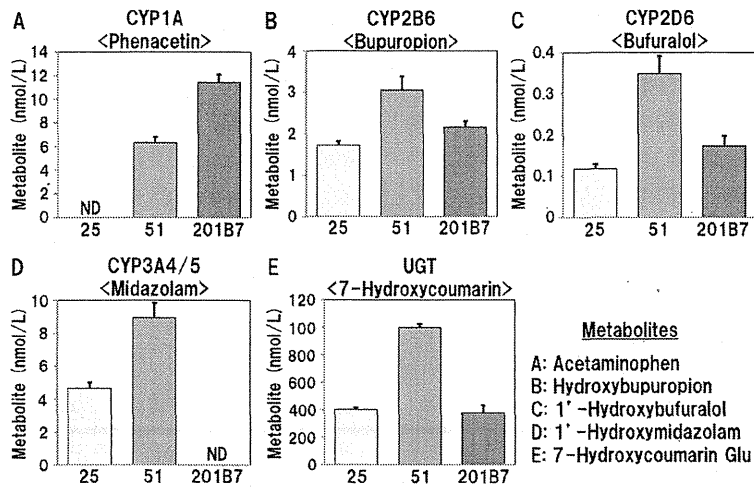 A
CYP1A
<Phenacetin>
Metabolite (nmol/L)
14
12
10
8
6
4
2
0
ND
25 51 201B7
B
CYP2B6
<Bupuropion>
Metabolite (nmol/L)
4
3
2
1
0
25 51 201B7
C
CYP2D6
<Bufuralol>
Metabolite (nmol/L)
0.4
0.3
0.2
0.1
0
25 51 201B7
D
CYP3A4/5
<Midazolam>
Metabolite (nmol/L)
10
8
6
4
2
0
ND
25 51 201B7
E
UGT
<7-Hydroxycoumarin>
Metabolite (nmol/L)
120
100
800
600
400
200
0
25 51 201B7
Metabolites
A: Acetaminophen
B: Hydroxybupuropion
C: 1'-Hydroxybufuralol
D: 1'-Hydroxymidazolam
E: 7-Hydroxycoumarin Glu